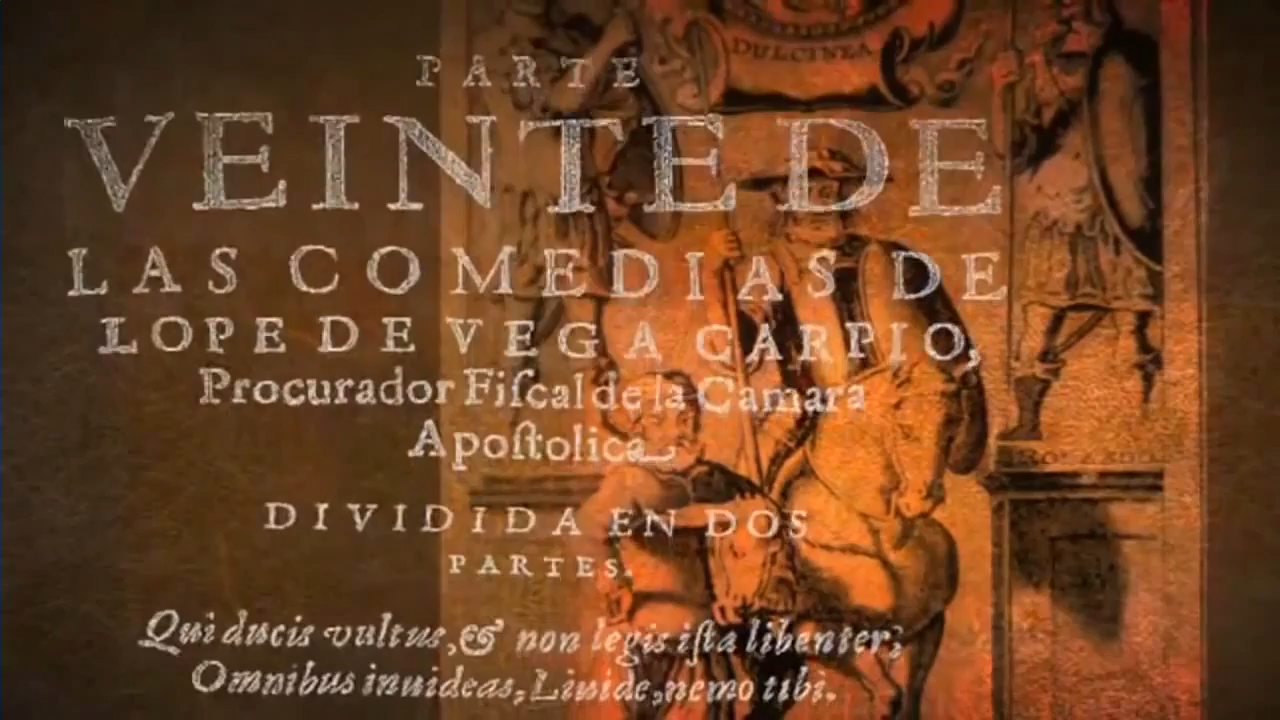 DULCINEA
PARTE
VEINTE DE
LAS COMEDIAS DE
LOPE DE VEGA CARPIO,
Procurador Fiſcal de la Camara
Apoſtolica
DIVIDIDA EN DOS
PARTES.
Qui ducis vultus, & non legis iſta libenter;
Omnibus inuideas, Liuide, nemo tibi.